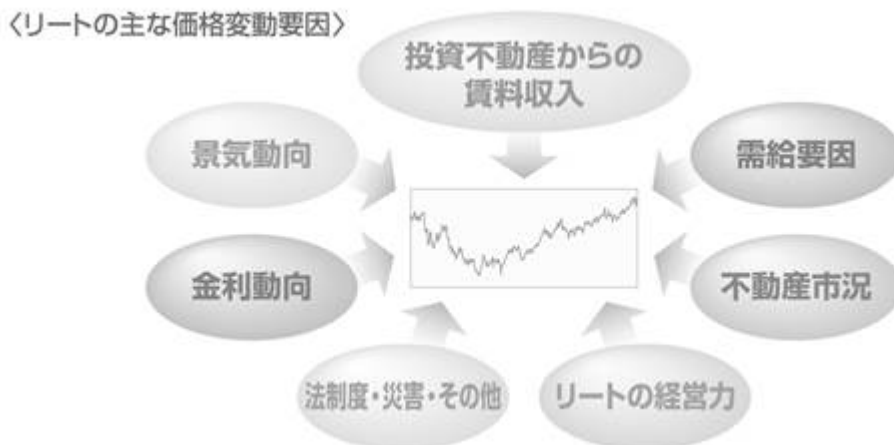 〈リートの主な価格変動要因〉
投資不動産からの
賃料収入
景気動向
需給要因
金利動向
不動産市況
法制度・災害・その他
リートの経営力